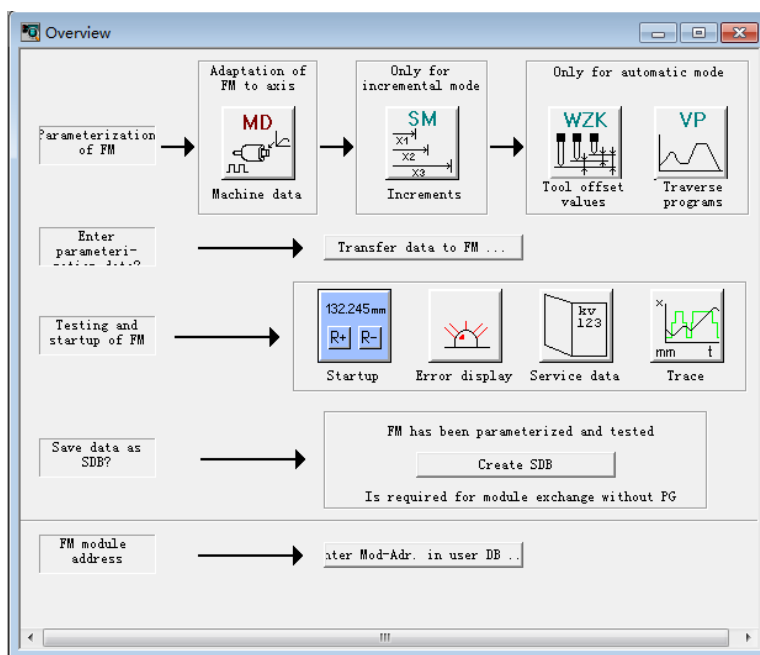 Overview
Adaptation of
FM to axis
Only for
incremental mode
Only for automatic mode
Parameterization
of FM
MD
Machine data
SM
X1
X2
X3
Increments
WZK
Tool offset
values
VP
Traverse
programs
Enter
parameteri-
Transfer data to FM ...
Testing and
startup of FM
132.245mm
R+ R-
Startup
Error display
kv
123
Service data
x
mm t
Trace
Save data as
SDB?
FM has been parameterized and tested
Create SDB
Is required for module exchange without PG
FM module
address
Mod-Adr. in user DB ..